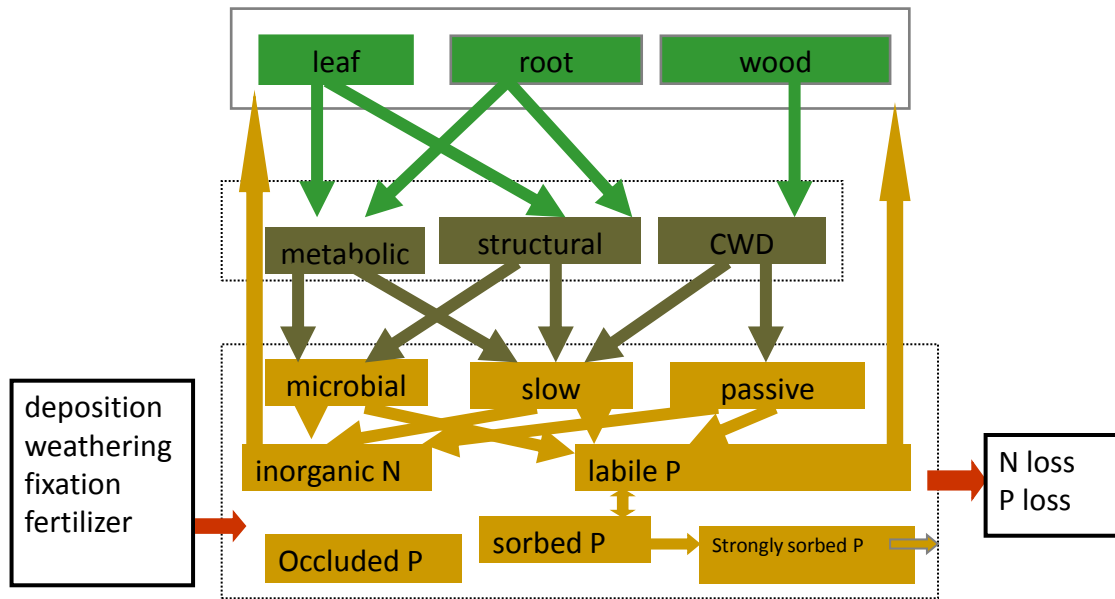 leaf
root
wood
metabolic
structural
CWD
microbial
slow
passive
deposition
weathering
fixation
fertilizer
inorganic N
labile P
N loss
P loss
Occluded P
sorbed P
Strongly sorbed P